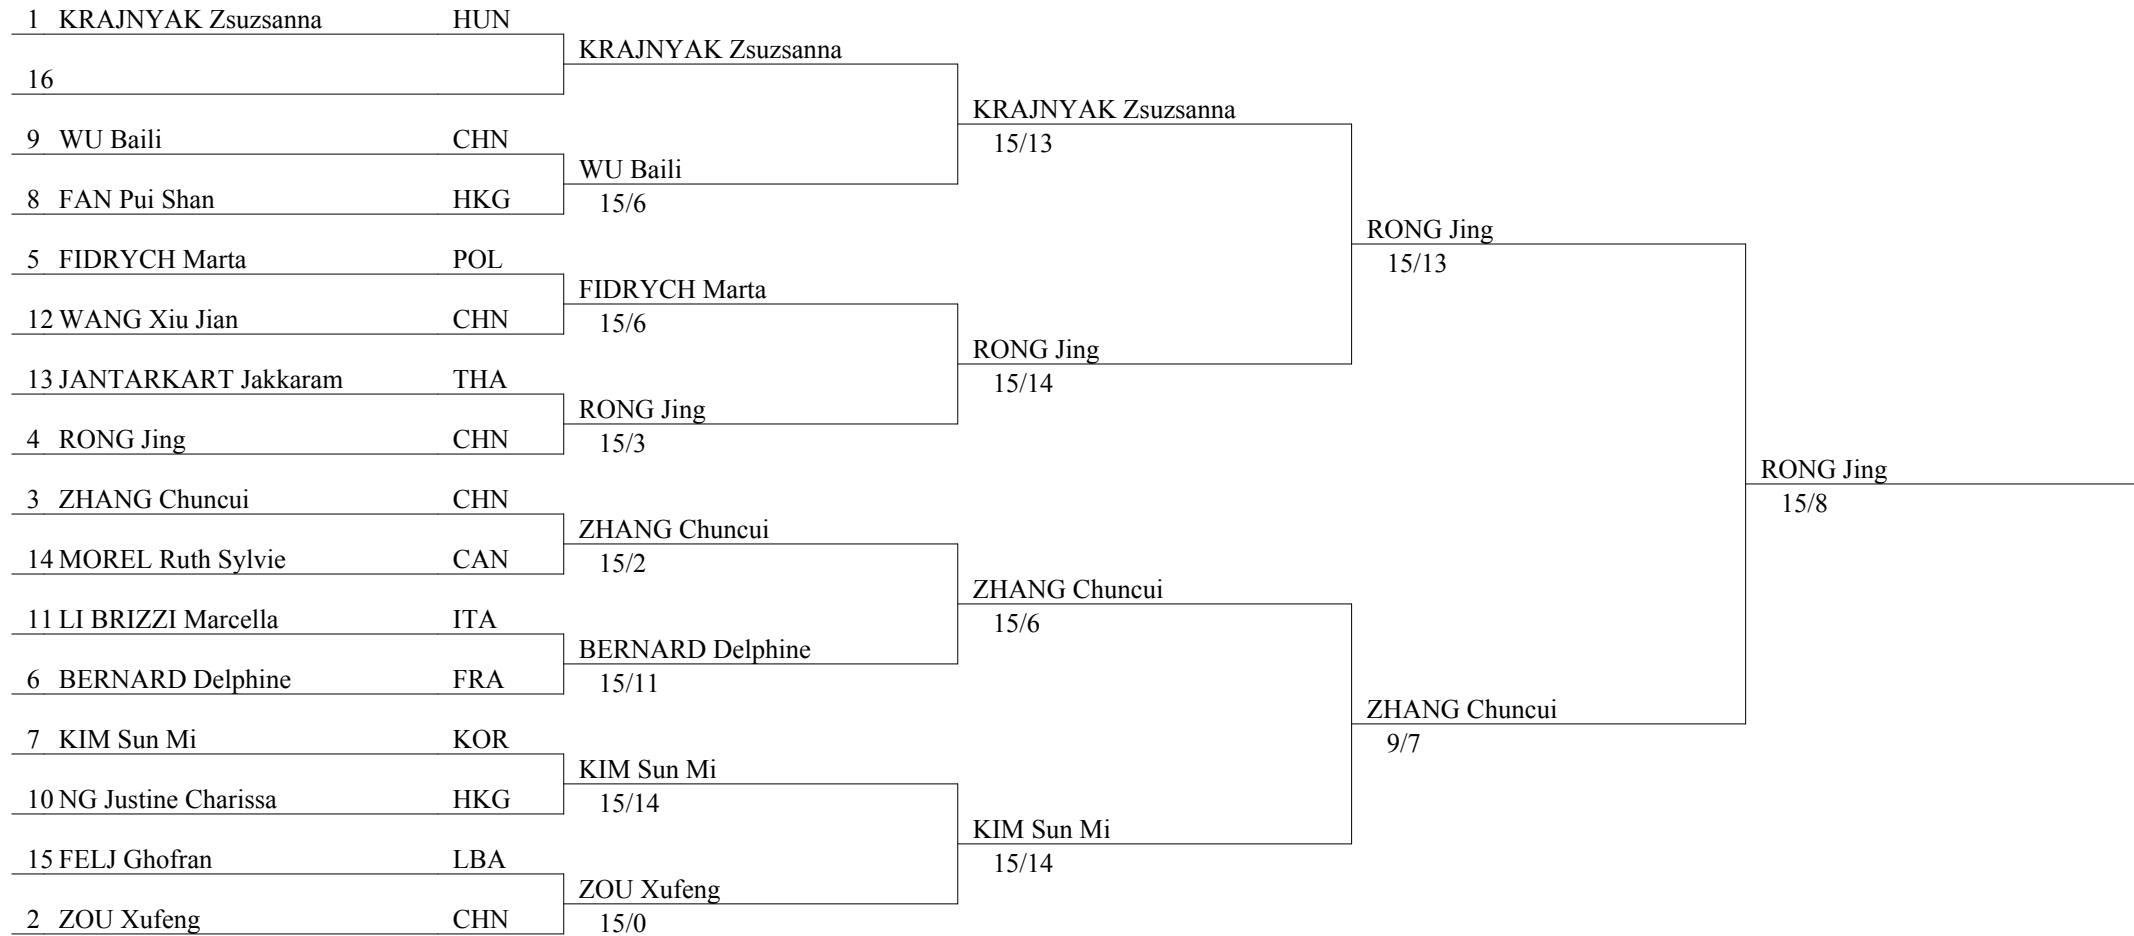 1 KRAJNYAK Zsuzsanna HUN
KRAJNYAK Zsuzsanna
16
KRAJNYAK Zsuzsanna
15/13
9 WU Baili CHN
WU Baili
15/6
8 FAN Pui Shan HKG
RONG Jing
15/13
5 FIDRYCH Marta POL
FIDRYCH Marta
15/6
12 WANG Xiu Jian CHN
RONG Jing
15/14
13 JANTARKART Jakkaram THA
RONG Jing
15/3
4 RONG Jing CHN
RONG Jing
15/8
3 ZHANG Chuncui CHN
ZHANG Chuncui
15/2
14 MOREL Ruth Sylvie CAN
ZHANG Chuncui
15/6
11 LI BRIZZI Marcella ITA
BERNARD Delphine
15/11
6 BERNARD Delphine FRA
ZHANG Chuncui
9/7
7 KIM Sun Mi KOR
KIM Sun Mi
15/14
10 NG Justine Charissa HKG
KIM Sun Mi
15/14
15 FELJ Ghofran LBA
ZOU Xufeng
15/0
2 ZOU Xufeng CHN